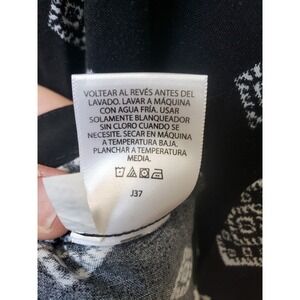 VOLTEAR AL REVÉS ANTES DEL
LAVADO. LAVAR A MÁQUINA
CON AGUA FRÍA. USAR
SOLAMENTE BLANQUEADOR
SIN CLORO CUANDO SE
NECESITE. SECAR EN MÁQUINA
A TEMPERATURA BAJA.
PLANCHAR A TEMPERATURA
MEDIA.
J37